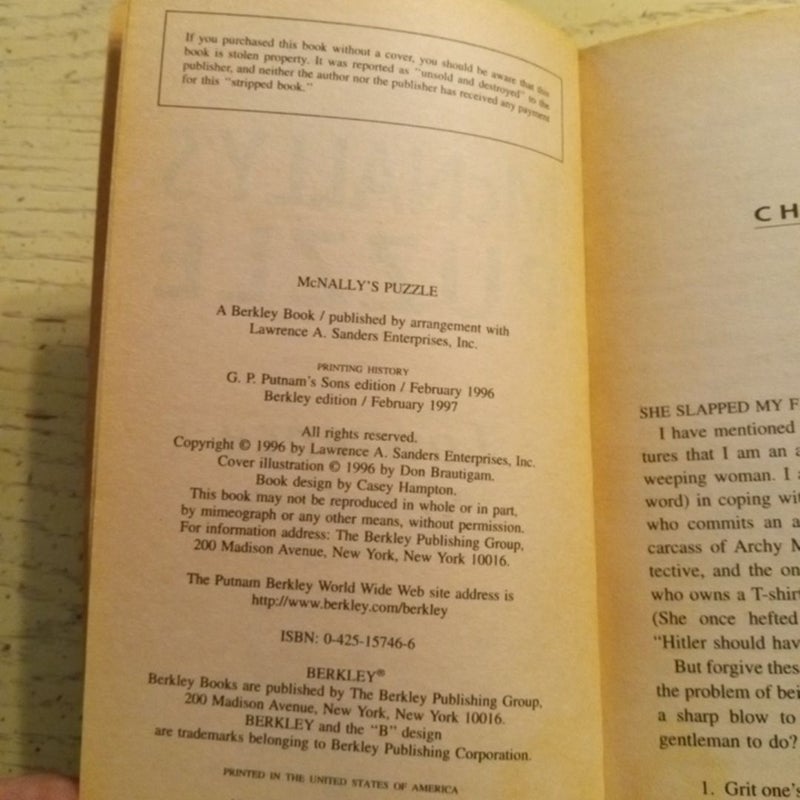 If you purchased this book without a cover, you should be aware that this
book is stolen property. It was reported as "unsold and destroyed" to the
publisher, and neither the author nor the publisher has received any payment
for this "stripped book."
McNALLY'S PUZZLE
A Berkley Book / published by arrangement with
Lawrence A. Sanders Enterprises, Inc.
PRINTING HISTORY
G. P. Putnam's Sons edition / February 1996
Berkley edition / February 1997
All rights reserved.
Copyright © 1996 by Lawrence A. Sanders Enterprises, Inc.
Cover illustration © 1996 by Don Brautigam.
Book design by Casey Hampton.
This book may not be reproduced in whole or in part,
by mimeograph or any other means, without permission.
For information address: The Berkley Publishing Group,
200 Madison Avenue, New York, New York 10016.
The Putnam Berkley World Wide Web site address is
http://www.berkley.com/berkley
ISBN: 0-425-15746-6
BERKLEY®
Berkley Books are published by The Berkley Publishing Group,
200 Madison Avenue, New York, New York 10016.
BERKLEY and the "B" design
are trademarks belonging to Berkley Publishing Corporation.
PRINTED IN THE UNITED STATES OF AMERICA
CH
SHE SLAPPED MY F
I have mentioned
tures that I am an a
weeping woman. I a
word) in coping wit
who commits an a
carcass of Archy M
tective, and the on
who owns a T-shirt
(She once hefted
"Hitler should hav
But forgive thes
the problem of bei
a sharp blow to
gentleman to do?
1. Grit one's